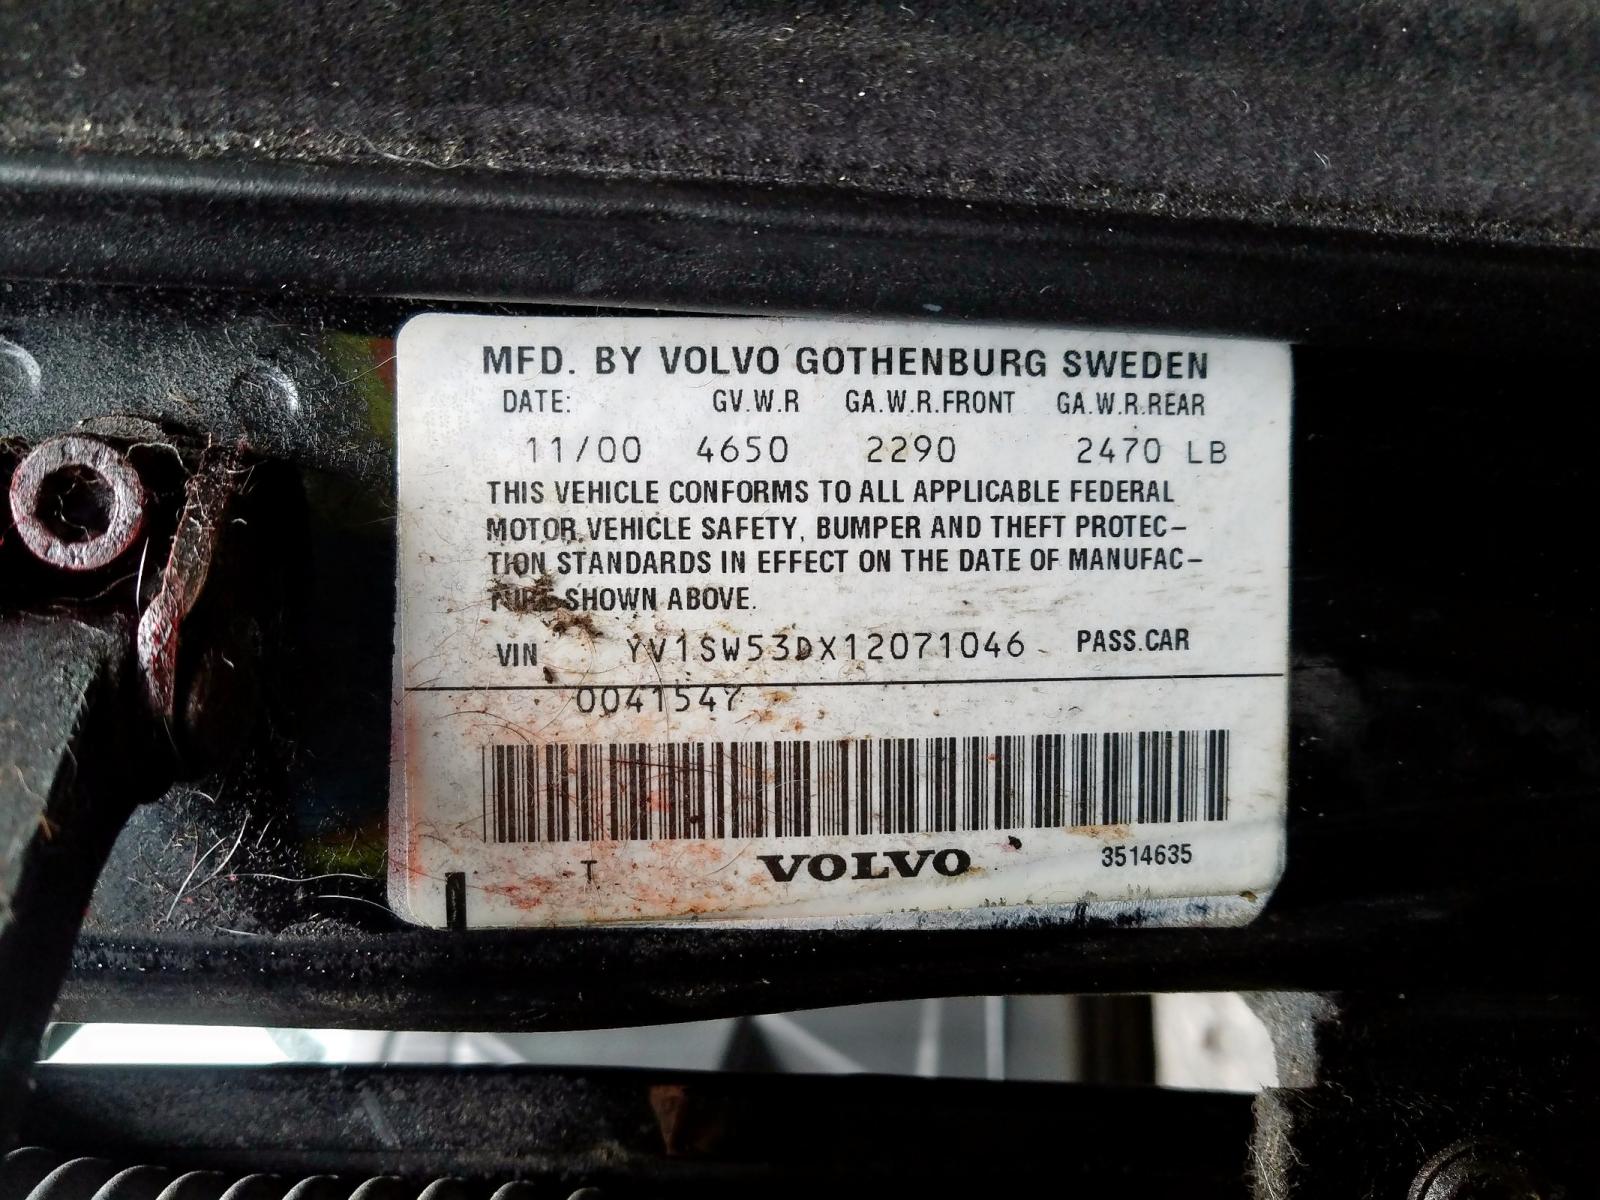 MFD. BY VOLVO GOTHENBURG SWEDEN
DATE: GV.W.R GA.W.R.FRONT GA.W.R.REAR
11/00 4650 2290 2470 LB
THIS VEHICLE CONFORMS TO ALL APPLICABLE FEDERAL
MOTOR VEHICLE SAFETY, BUMPER AND THEFT PROTEC-
TION STANDARDS IN EFFECT ON THE DATE OF MANUFAC-
TURE SHOWN ABOVE.
VIN YV1SW53DX12071046 PASS.CAR
0041547
T VOLVO 3514635